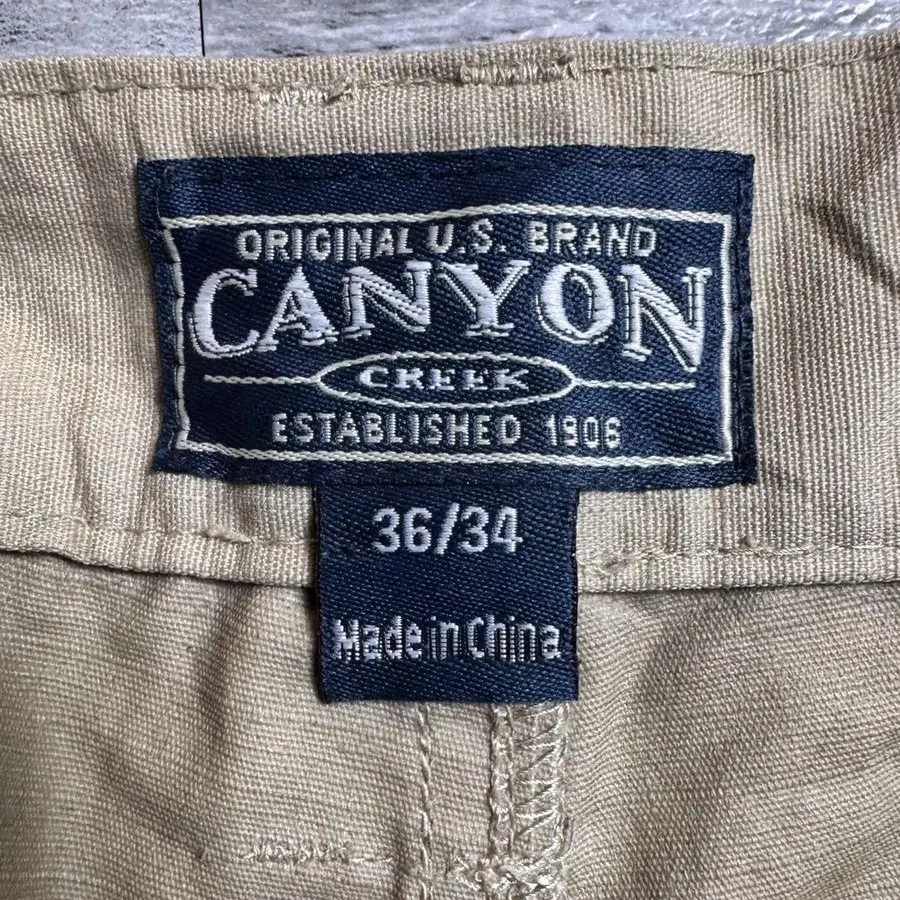 ORIGINAL U.S. BRAND
CANYON
CREEK
ESTABLISHED 1906
36/34
Made in China